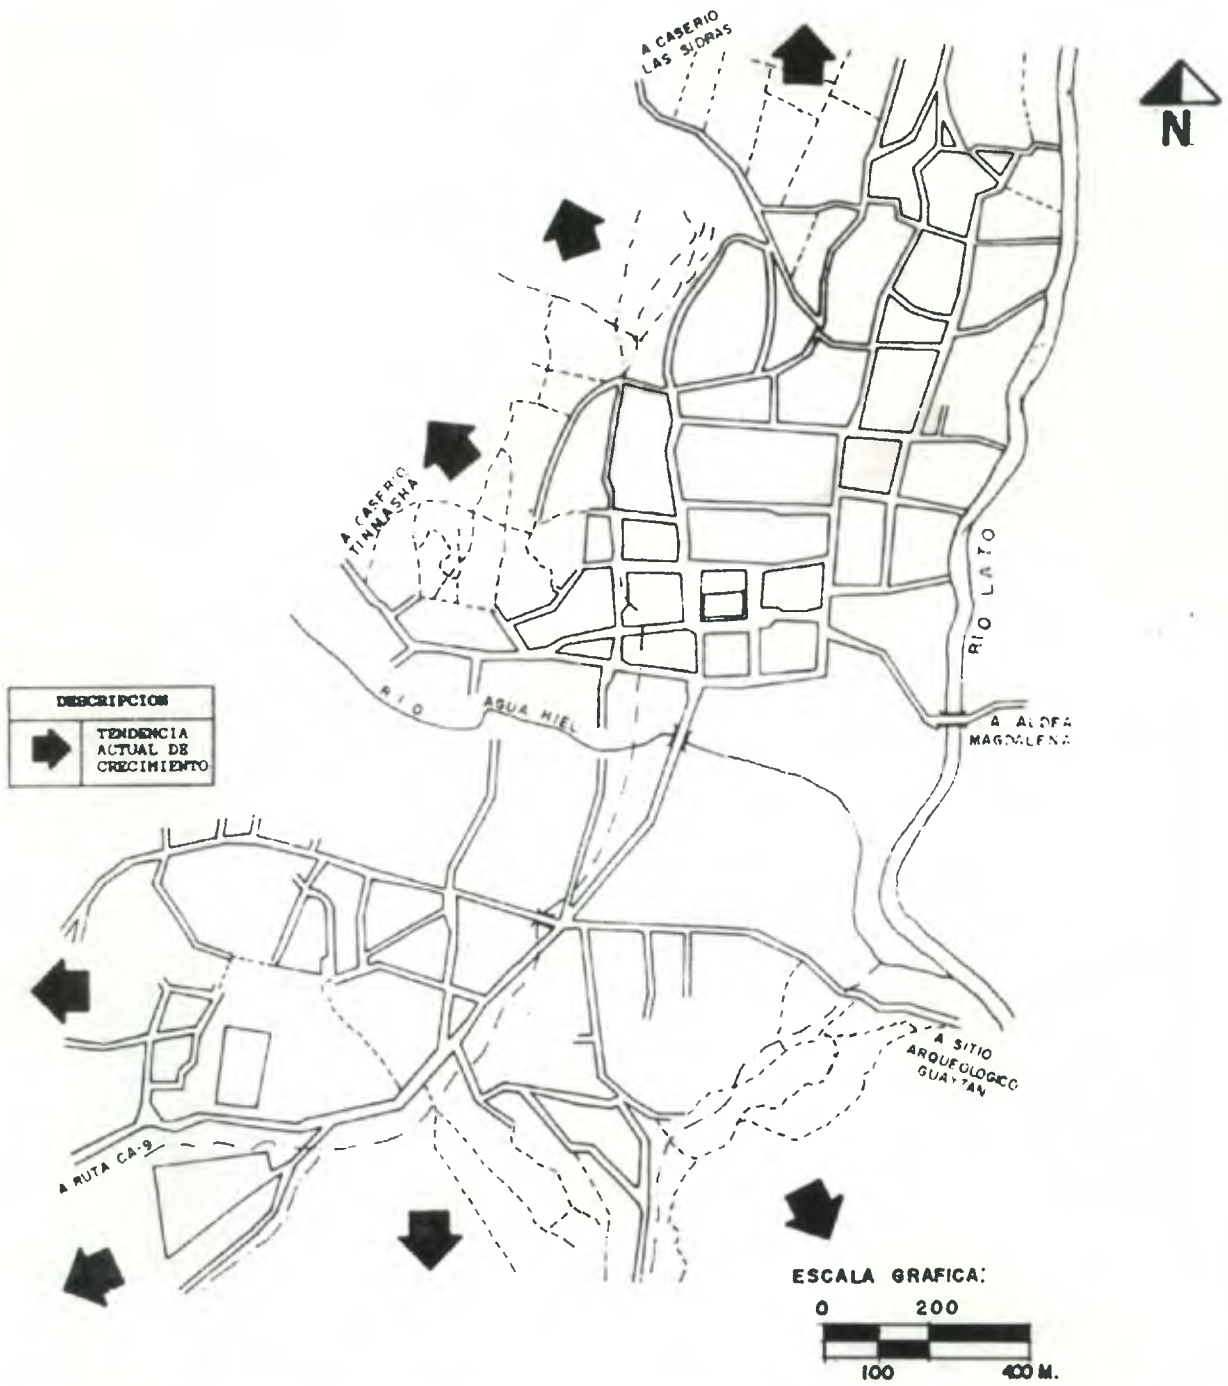 A CASERIO
LAS SIDRAS
N
A CASERIO
TINMASHA
RIO LATO
DESCRIPCION
TENDENCIA
ACTUAL DE
CRECIMIENTO
RIO AGUA HIEL
A ALDEA
MAGDALENA
A SITIO
ARQUEOLOGICO
GUAYTAN
A RUTA CA-9
ESCALA GRAFICA:
0 200
100 400 M.